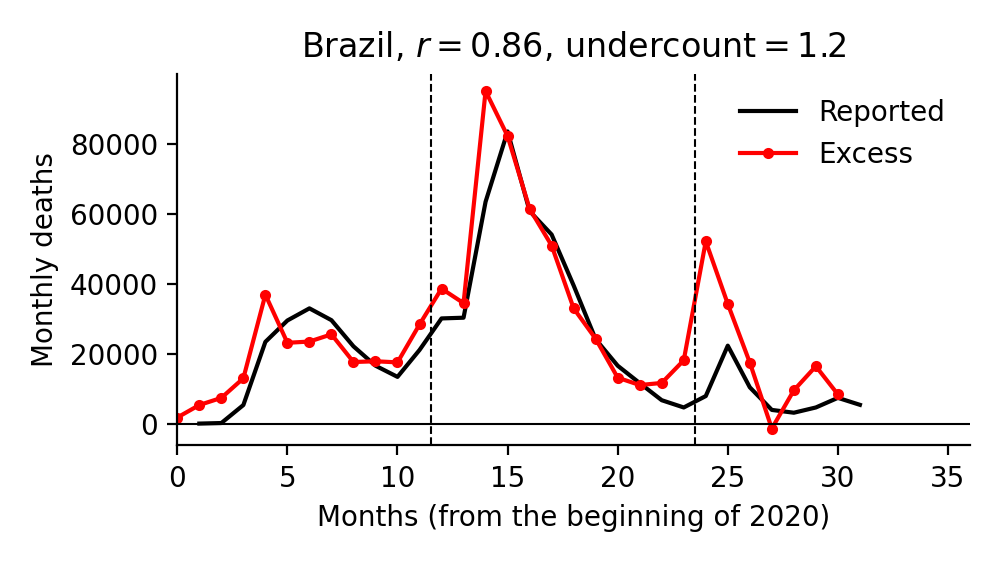 Brazil, r = 0.86, undercount = 1.2
Reported
Excess
Monthly deaths
80000
60000
40000
20000
0
0 5 10 15 20 25 30 35
Months (from the beginning of 2020)